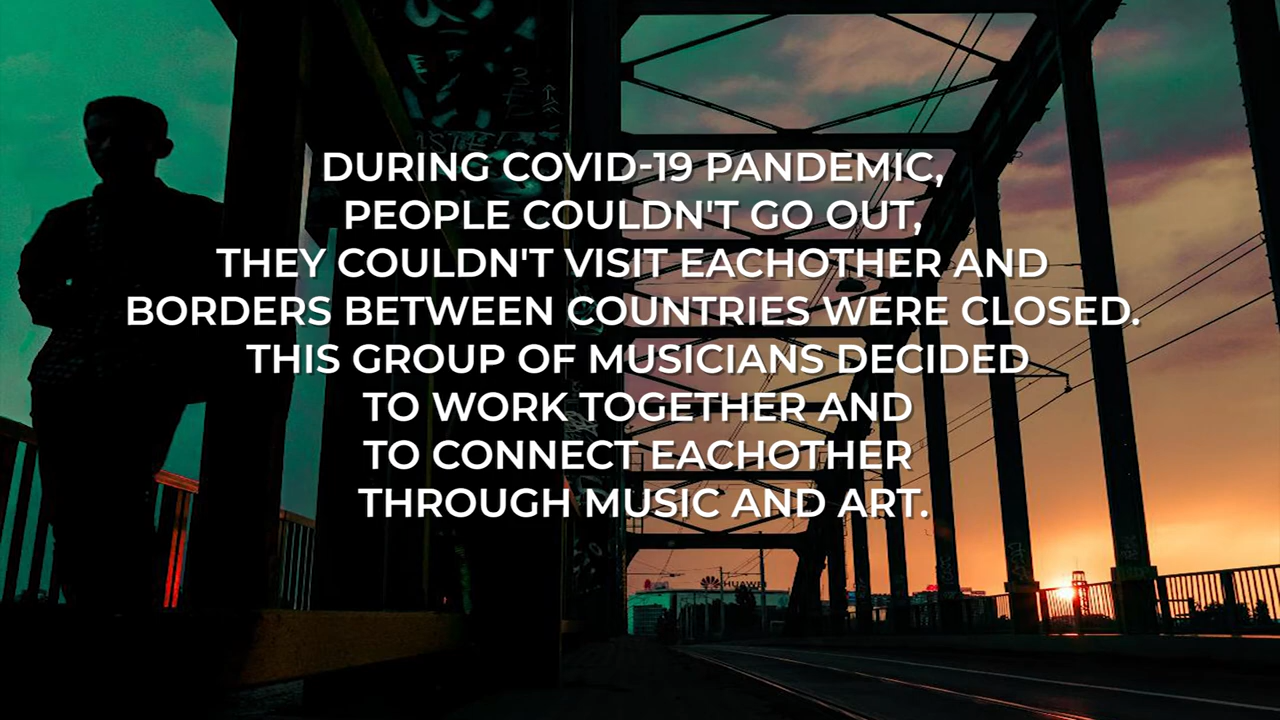 DURING COVID-19 PANDEMIC,
PEOPLE COULDN'T GO OUT,
THEY COULDN'T VISIT EACHOTHER AND
BORDERS BETWEEN COUNTRIES WERE CLOSED.
THIS GROUP OF MUSICIANS DECIDED
TO WORK TOGETHER AND
TO CONNECT EACHOTHER
THROUGH MUSIC AND ART.
HUAWEI